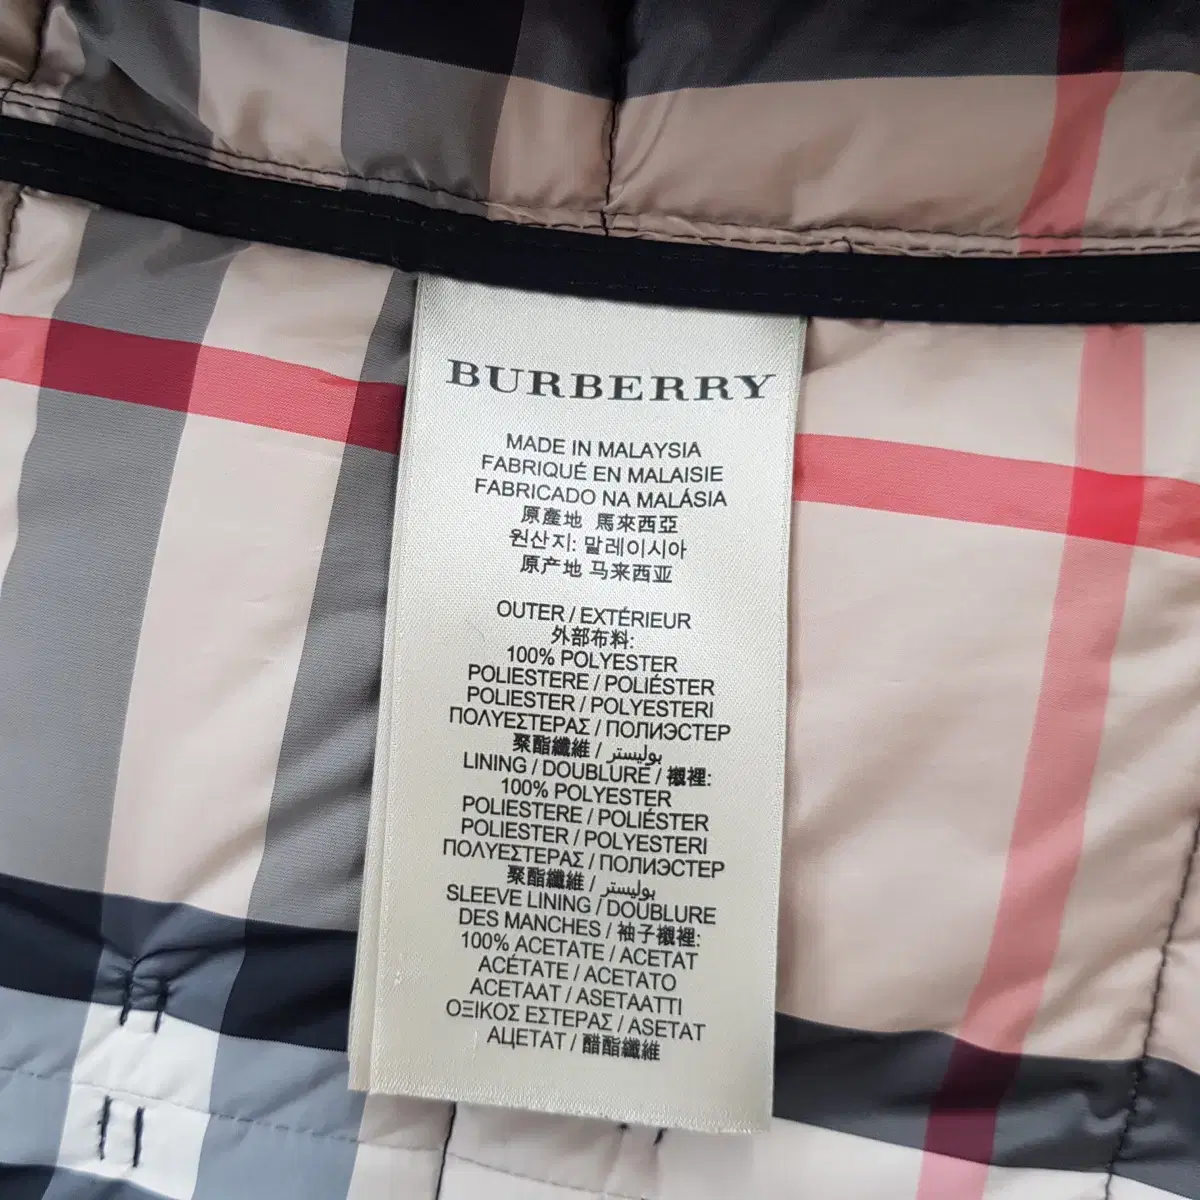 BURBERRY
MADE IN MALAYSIA
FABRIQUÉ EN MALAISIE
FABRICADO NA MALÁSIA
原產地 馬來西亞
원산지: 말레이시아
原产地 马来西亚
OUTER / EXTÉRIEUR
外部布料:
100% POLYESTER
POLIESTERE / POLIÉSTER
POLIESTER / POLYESTERI
ΠΟΛΥΕΣΤΕΡΑΣ / ПОЛИЭСТЕР
聚酯纖維 / بوليستر
LINING / DOUBLURE / 襯裡:
100% POLYESTER
POLIESTERE / POLIÉSTER
POLIESTER / POLYESTERI
ΠΟΛΥΕΣΤΕΡΑΣ / ПОЛИЭСТЕР
聚酯纖維 / بوليستر
SLEEVE LINING / DOUBLURE
DES MANCHES / 袖子襯裡:
100% ACETATE / ACETAT
ACÉTATE / ACETATO
ACETAAT / ASETAATTI
ΟΞΙΚΟΣ ΕΣΤΕΡΑΣ / ASETAT
АЦЕТАТ / 醋酯纖維